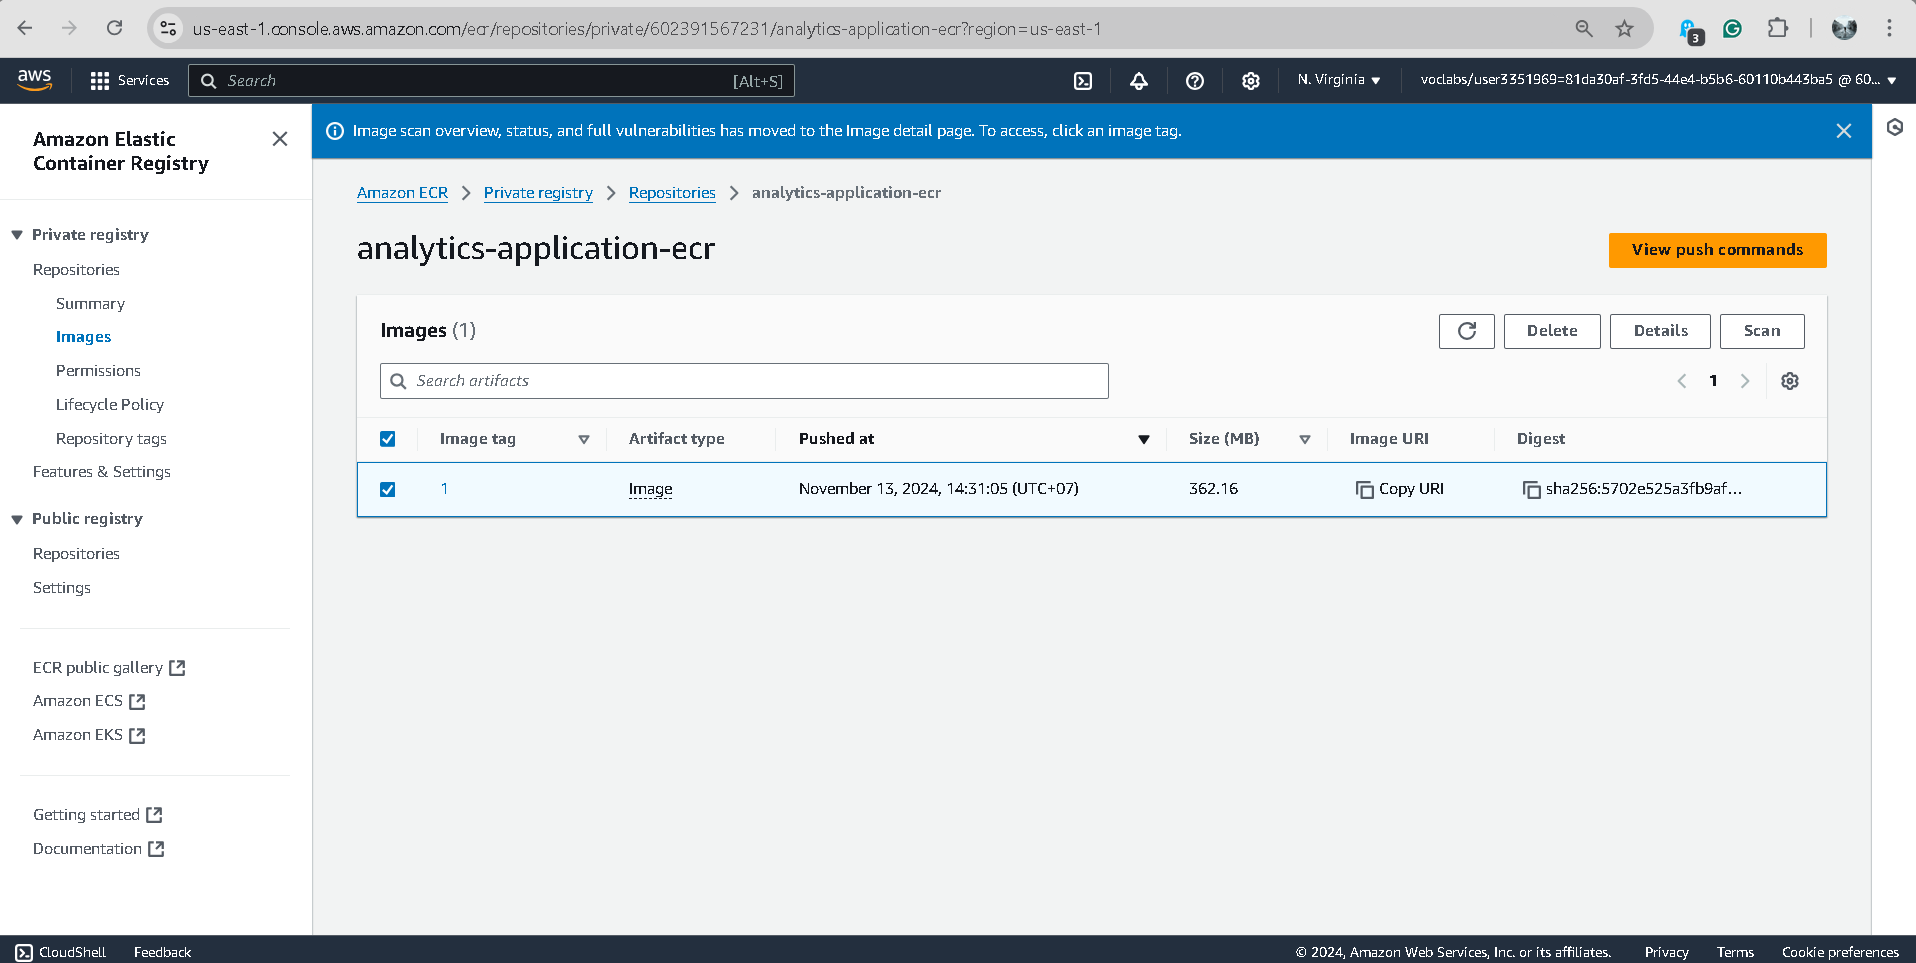 us-east-1.console.aws.amazon.com/ecr/repositories/private/602391567231/analytics-application-ecr?region=us-east-1
3
aws
Services
Search
[Alt+S]
N. Virginia
voclabs/user3351969=81da30af-3fd5-44e4-b5b6-60110b443ba5 @ 60...
Amazon Elastic
Container Registry
Private registry
Repositories
Summary
Images
Permissions
Lifecycle Policy
Repository tags
Features & Settings
Public registry
Repositories
Settings
ECR public gallery
Amazon ECS
Amazon EKS
Getting started
Documentation
Image scan overview, status, and full vulnerabilities has moved to the Image detail page. To access, click an image tag.
Amazon ECR > Private registry > Repositories > analytics-application-ecr
analytics-application-ecr
View push commands
Images (1)
Delete
Details
Scan
Search artifacts
1
Image tag Artifact type Pushed at Size (MB) Image URI Digest
1 Image November 13, 2024, 14:31:05 (UTC+07) 362.16 Copy URI sha256:5702e525a3fb9af...
CloudShell
Feedback
© 2024, Amazon Web Services, Inc. or its affiliates.
Privacy
Terms
Cookie preferences